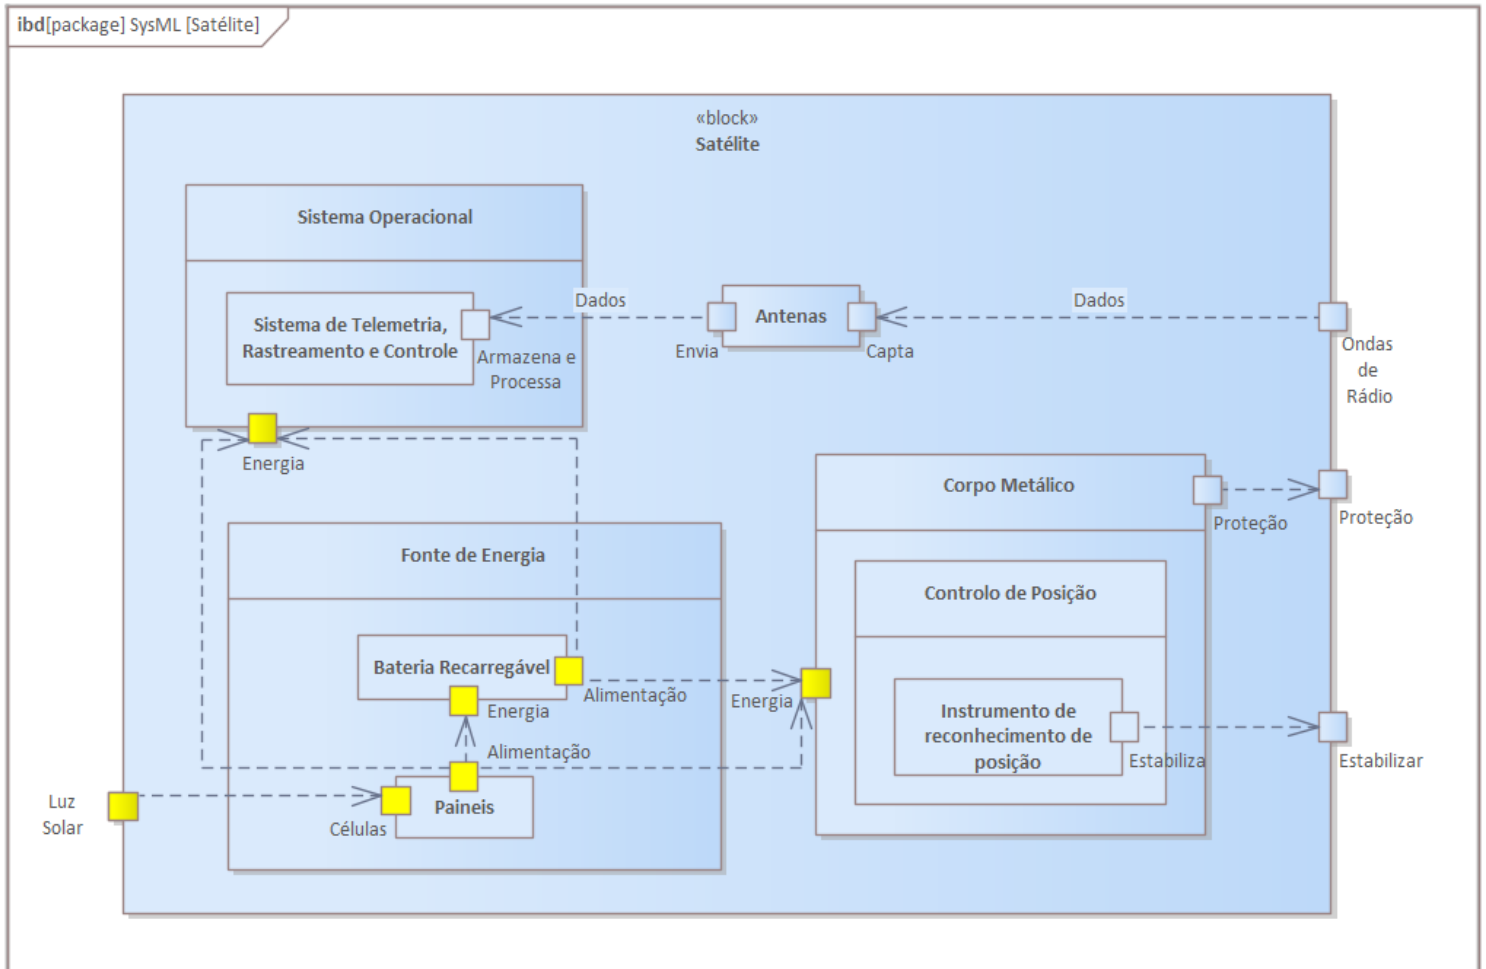 ibd[package] SysML [Satélite]
«block»
Satélite
Sistema Operacional
Sistema de Telemetria,
Rastreamento e Controle
Armazena e
Processa
Dados
Envia
Antenas
Capta
Dados
Ondas
de
Rádio
Energia
Fonte de Energia
Bateria Recarregável
Alimentação
Energia
Alimentação
Paineis
Células
Luz
Solar
Energia
Corpo Metálico
Proteção
Proteção
Controlo de Posição
Instrumento de
reconhecimento de
posição
Estabiliza
Estabilizar